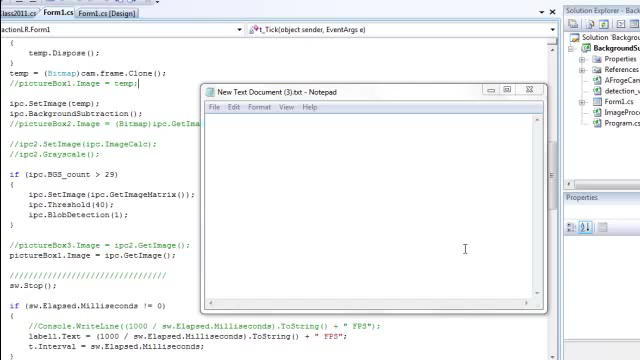 class2011.cs Form1.cs Form1.cs [Design]
actionLR.Form1 t_Tick(object sender, EventArgs e)
{
temp.Dispose();
}
temp = (Bitmap)cam.frame.Clone();
//pictureBox1.Image = temp;
ipc.SetImage(temp);
ipc.BackgroundSubtraction();
//pictureBox2.Image = (Bitmap)ipc.GetIm
//ipc2.SetImage(ipc.ImageCalc)
//ipc2.Grayscale();
if (ipc.BGS_count > 29)
{
ipc.SetImage(ipc.GetImageMatrix());
ipc.Threshold(40);
ipc.BlobDetection(1);
}
//pictureBox3.Image = ipc2.GetImage();
pictureBox1.Image = ipc.GetImage();
////////////////////////////////
sw.Stop();
if (sw.Elapsed.Milliseconds != 0)
{
//Console.WriteLine((1000 / sw.Elapsed.Milliseconds).ToString() + " FPS");
label1.Text = (1000 / sw.Elapsed.Milliseconds).ToString() + " FPS";
t.Interval = sw.Elapsed.Milliseconds;
}
New Text Document (3).txt - Notepad
File Edit Format View Help
Solution Explorer - Backgroun
Solution 'Background
BackgroundSu
Properties
References
AFrogeCam
detection_v
Form1.cs
ImageProce
Program.cs
Properties